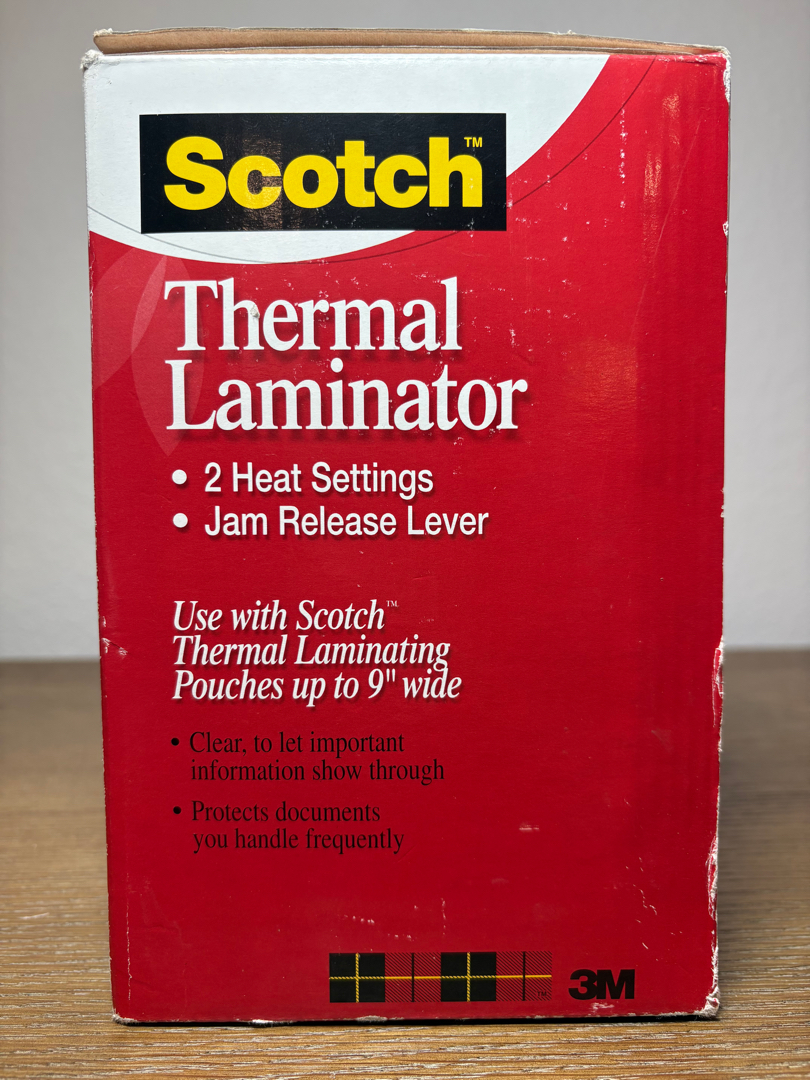 Scotch™
Thermal
Laminator
• 2 Heat Settings
• Jam Release Lever
Use with Scotch™
Thermal Laminating
Pouches up to 9" wide
• Clear, to let important
information show through
• Protects documents
you handle frequently
™ 3M